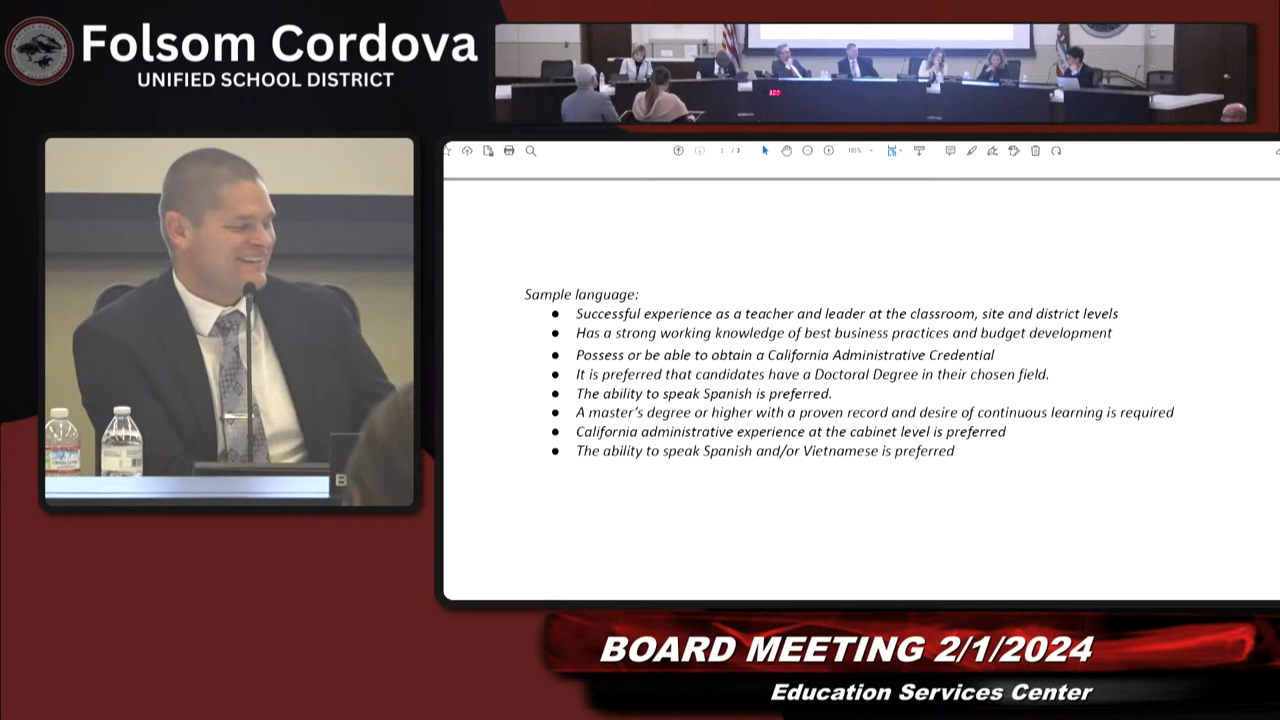 Folsom Cordova
UNIFIED SCHOOL DISTRICT
1 / 3
195%
Sample language:
● Successful experience as a teacher and leader at the classroom, site and district levels
● Has a strong working knowledge of best business practices and budget development
● Possess or be able to obtain a California Administrative Credential
● It is preferred that candidates have a Doctoral Degree in their chosen field.
● The ability to speak Spanish is preferred.
● A master's degree or higher with a proven record and desire of continuous learning is required
● California administrative experience at the cabinet level is preferred
● The ability to speak Spanish and/or Vietnamese is preferred
B
BOARD MEETING 2/1/2024
Education Services Center